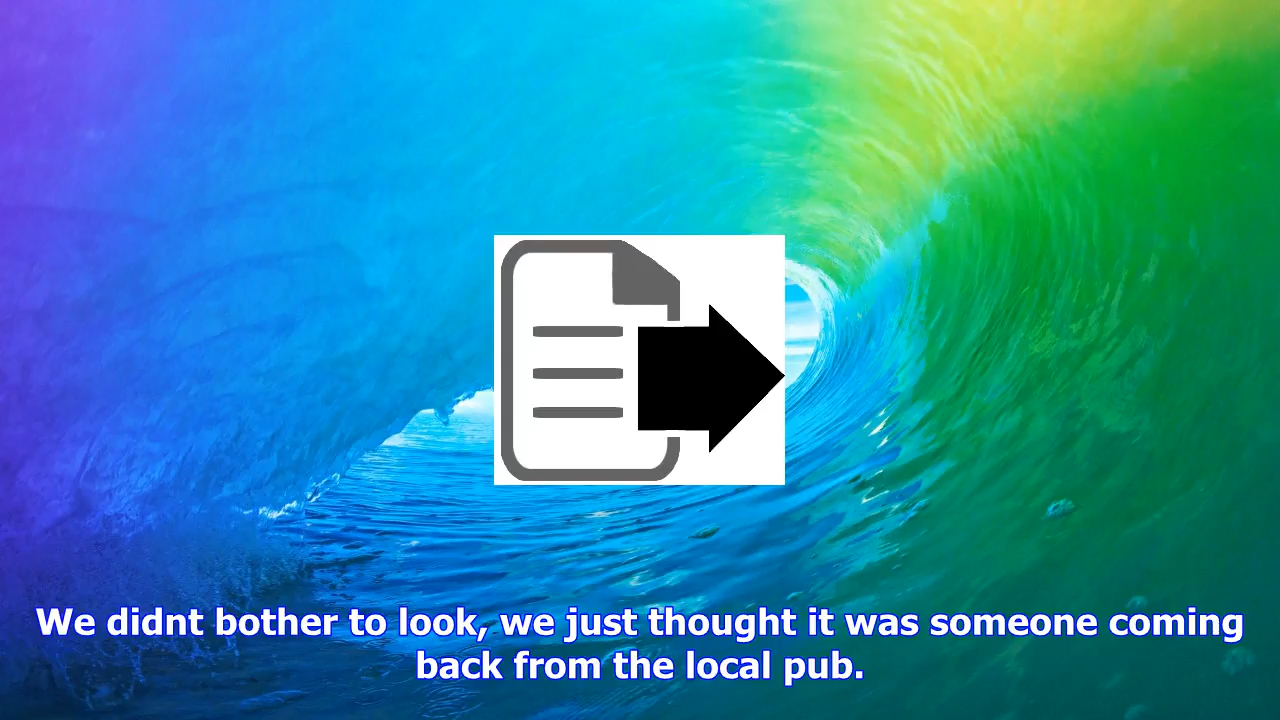 We didnt bother to look, we just thought it was someone coming
back from the local pub.